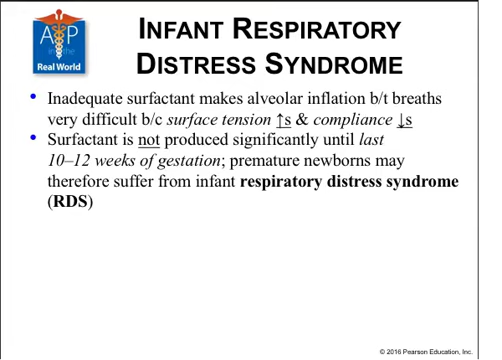 INFANT RESPIRATORY
DISTRESS SYNDROME
A&P
in the
Real World
• Inadequate surfactant makes alveolar inflation b/t breaths
very difficult b/c surface tension ↑s & compliance ↓s
• Surfactant is not produced significantly until last
10–12 weeks of gestation; premature newborns may
therefore suffer from infant respiratory distress syndrome
(RDS)
© 2016 Pearson Education, Inc.